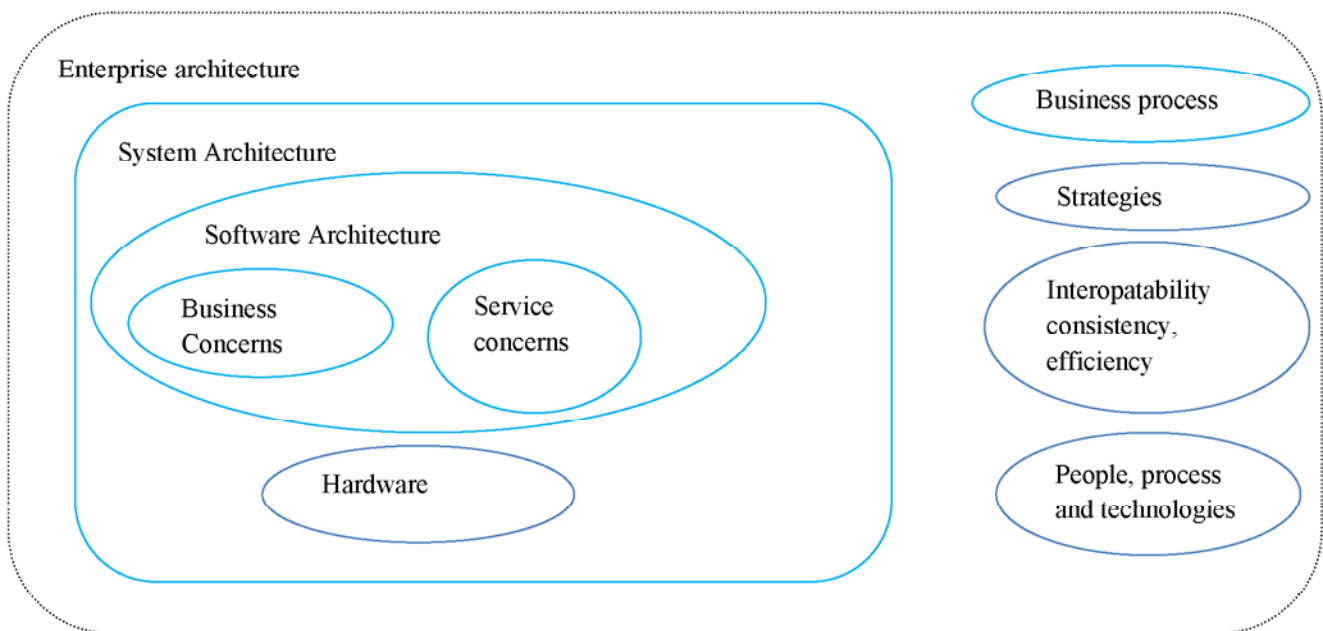 Enterprise architecture
System Architecture
Software Architecture
Business
Concerns
Service
concerns
Hardware
Business process
Strategies
Interopatability
consistency,
efficiency
People, process
and technologies